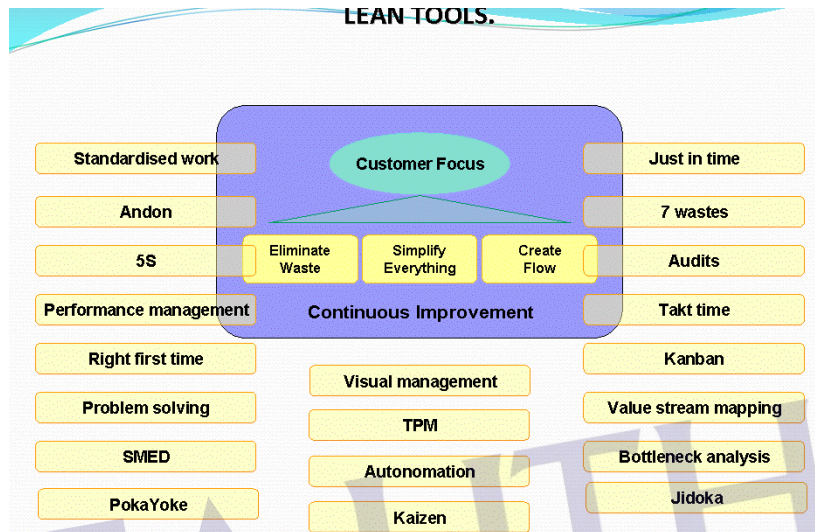 LEAN TOOLS.
Customer Focus
Eliminate
Waste
Simplify
Everything
Create
Flow
Continuous Improvement
Standardised work
Andon
5S
Performance management
Right first time
Problem solving
SMED
PokaYoke
Visual management
TPM
Autonomation
Kaizen
Just in time
7 wastes
Audits
Takt time
Kanban
Value stream mapping
Bottleneck analysis
Jidoka